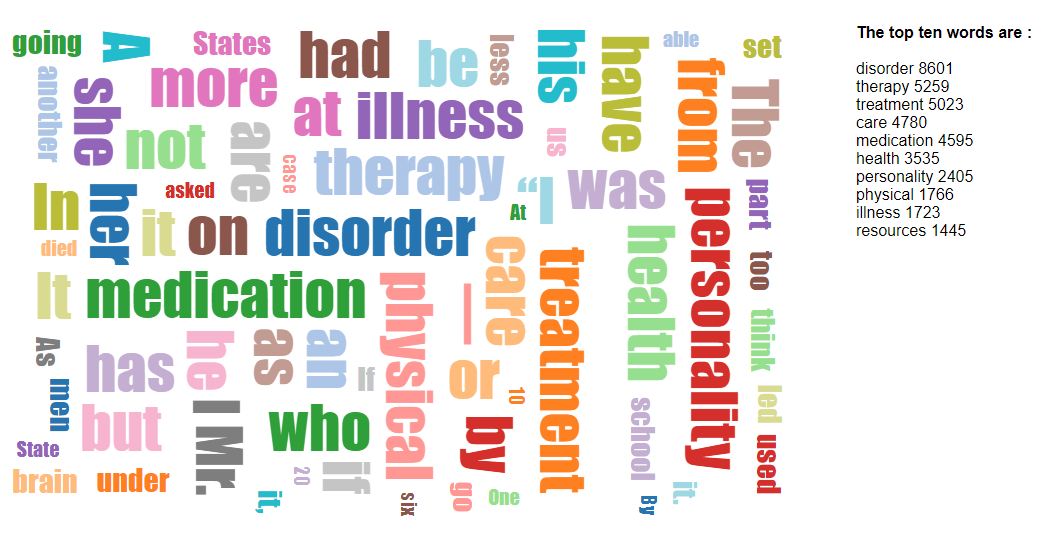 going
A
States
had
be
less
his
have
able
set
another
she
more
at
illness
from
The
not
are
case
therapy
us
was
“I
In
her
asked
it
on
disorder
At
part
died
care
health
personality
too
It
medication
physical
—
treatment
As
has
he
as
an
If
or
think
men
but
I
Mr.
who
10
by
school
led
State
used
brain
under
20
if
it,
six
go
One
By
it.
The top ten words are :
disorder 8601
therapy 5259
treatment 5023
care 4780
medication 4595
health 3535
personality 2405
physical 1766
illness 1723
resources 1445